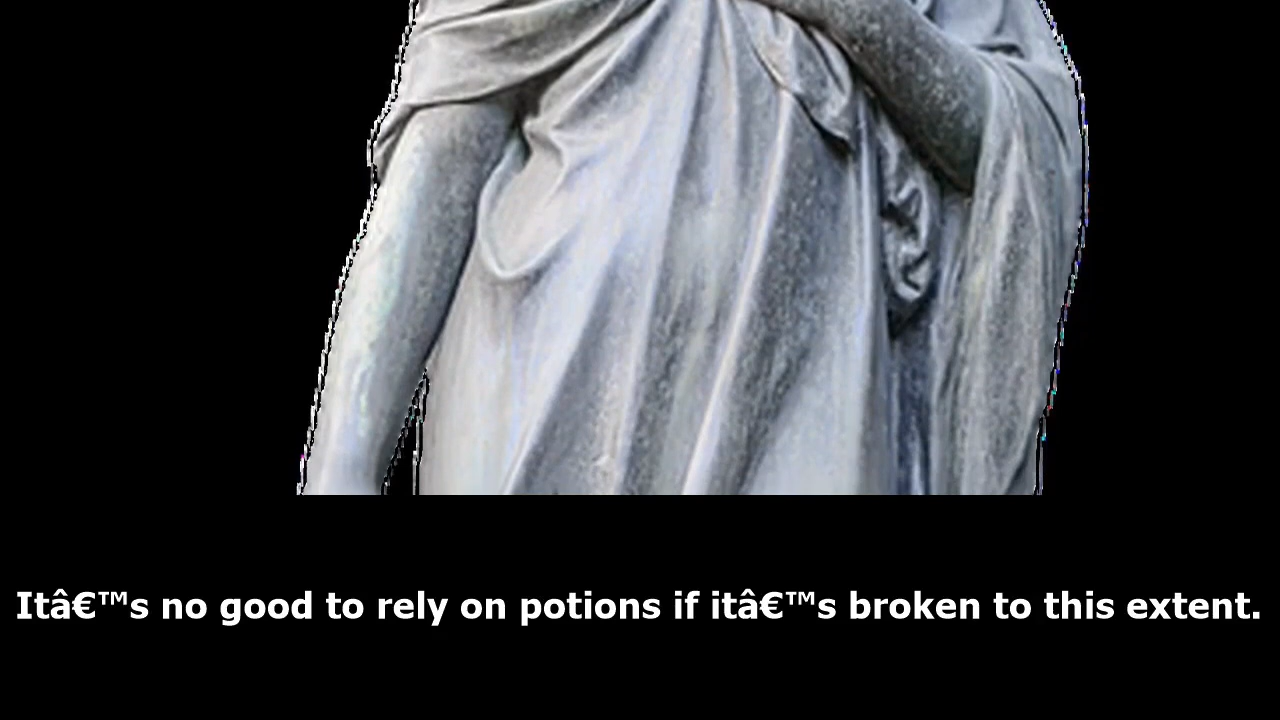 Itâ€™s no good to rely on potions if itâ€™s broken to this extent.